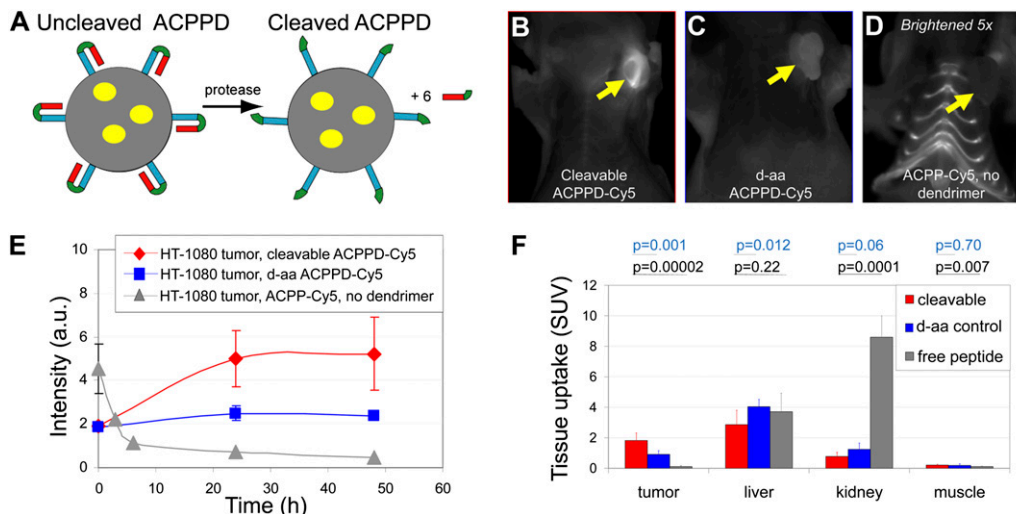 A
Uncleaved ACPPD
Cleaved ACPPD
protease
+ 6
B
Cleavable
ACPPD-Cy5
C
d-aa
ACPPD-Cy5
D
Brightened 5x
ACPP-Cy5, no
dendrimer
E
Intensity (a.u.)
10
8
6
4
2
0
HT-1080 tumor, cleavable ACPPD-Cy5
HT-1080 tumor, d-aa ACPPD-Cy5
HT-1080 tumor, ACPP-Cy5, no dendrimer
0 20 40 60 80 100
Time (h)
F
p=0.001 p=0.012 p=0.06 p=0.70
p=0.00002 p=0.22 p=0.0001 p=0.007
Tissue uptake (SUV)
12
10
8
6
4
2
0
cleavable
d-aa control
free peptide
tumor liver kidney muscle